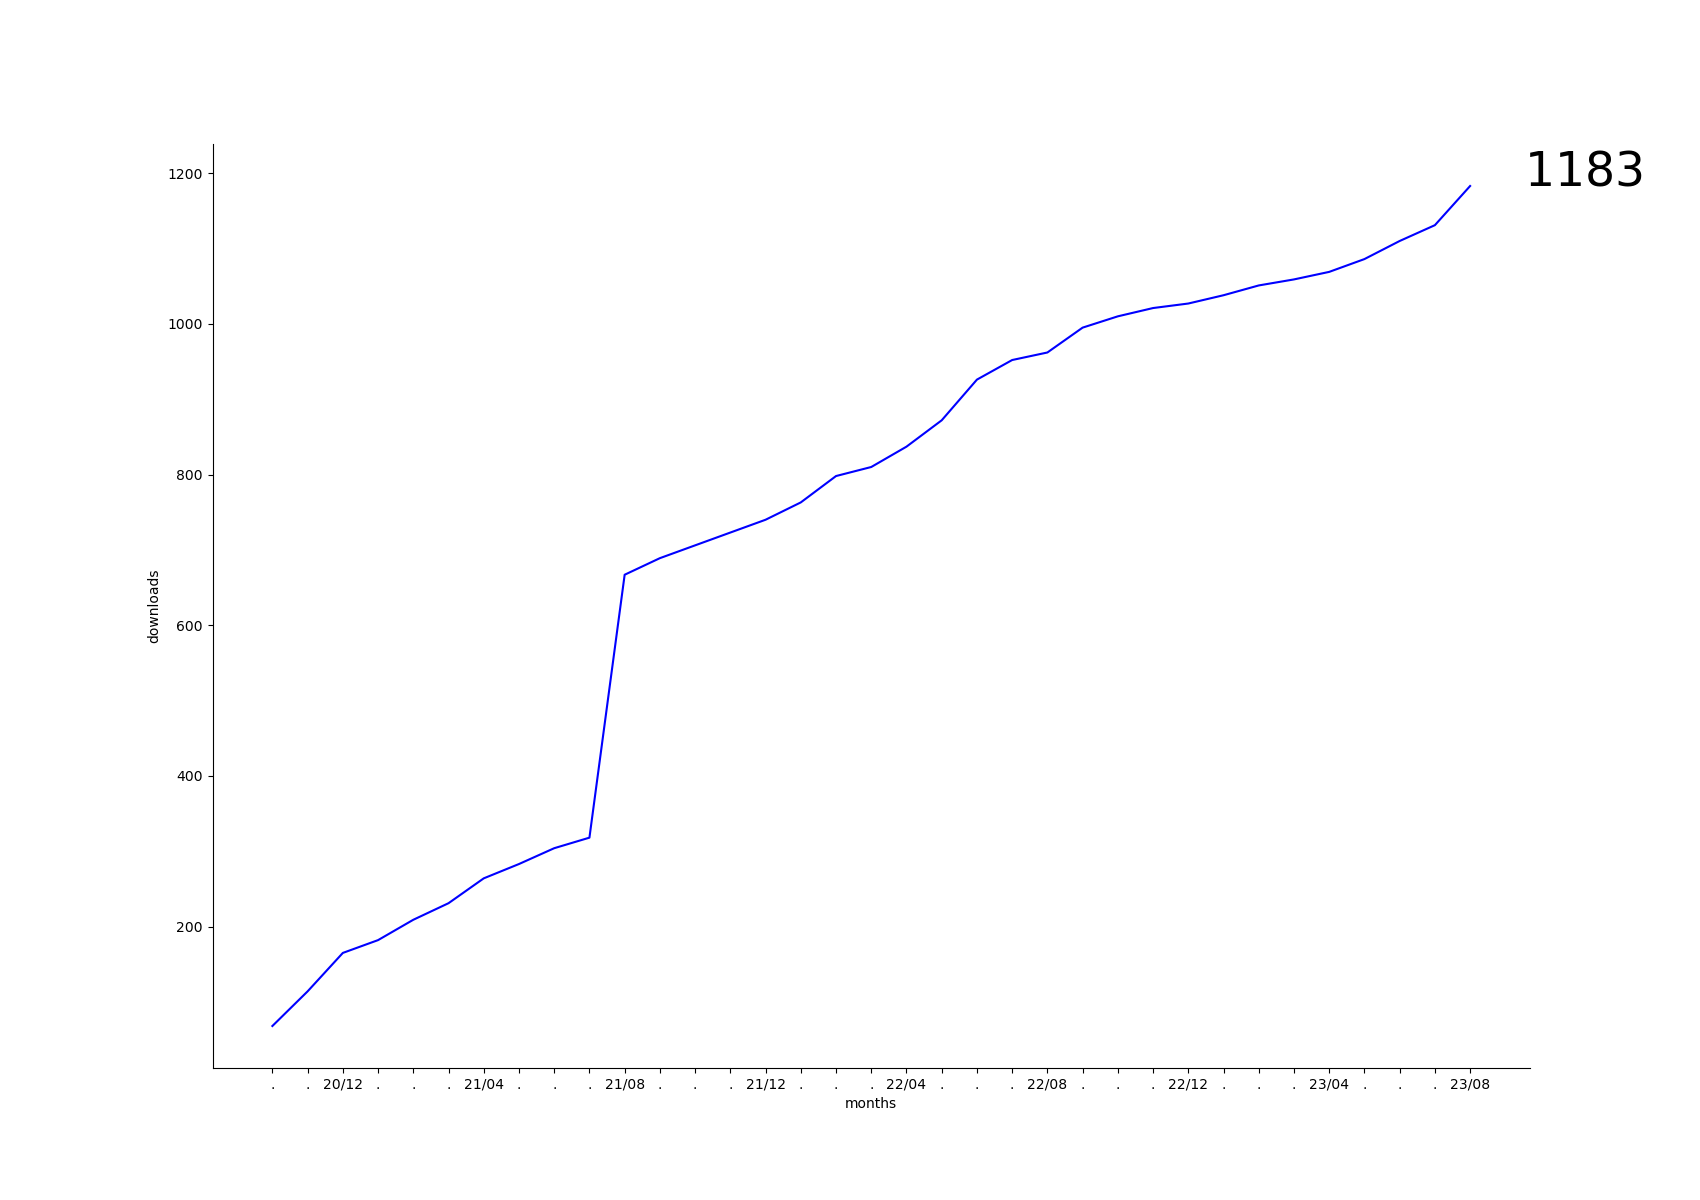 1183
1200
1000
800
600
400
200
downloads
. . 20/12 . . . 21/04 . . . 21/08 . . . 21/12 . . . 22/04 . . . 22/08 . . . 22/12 . . . 23/04 . . . 23/08
months